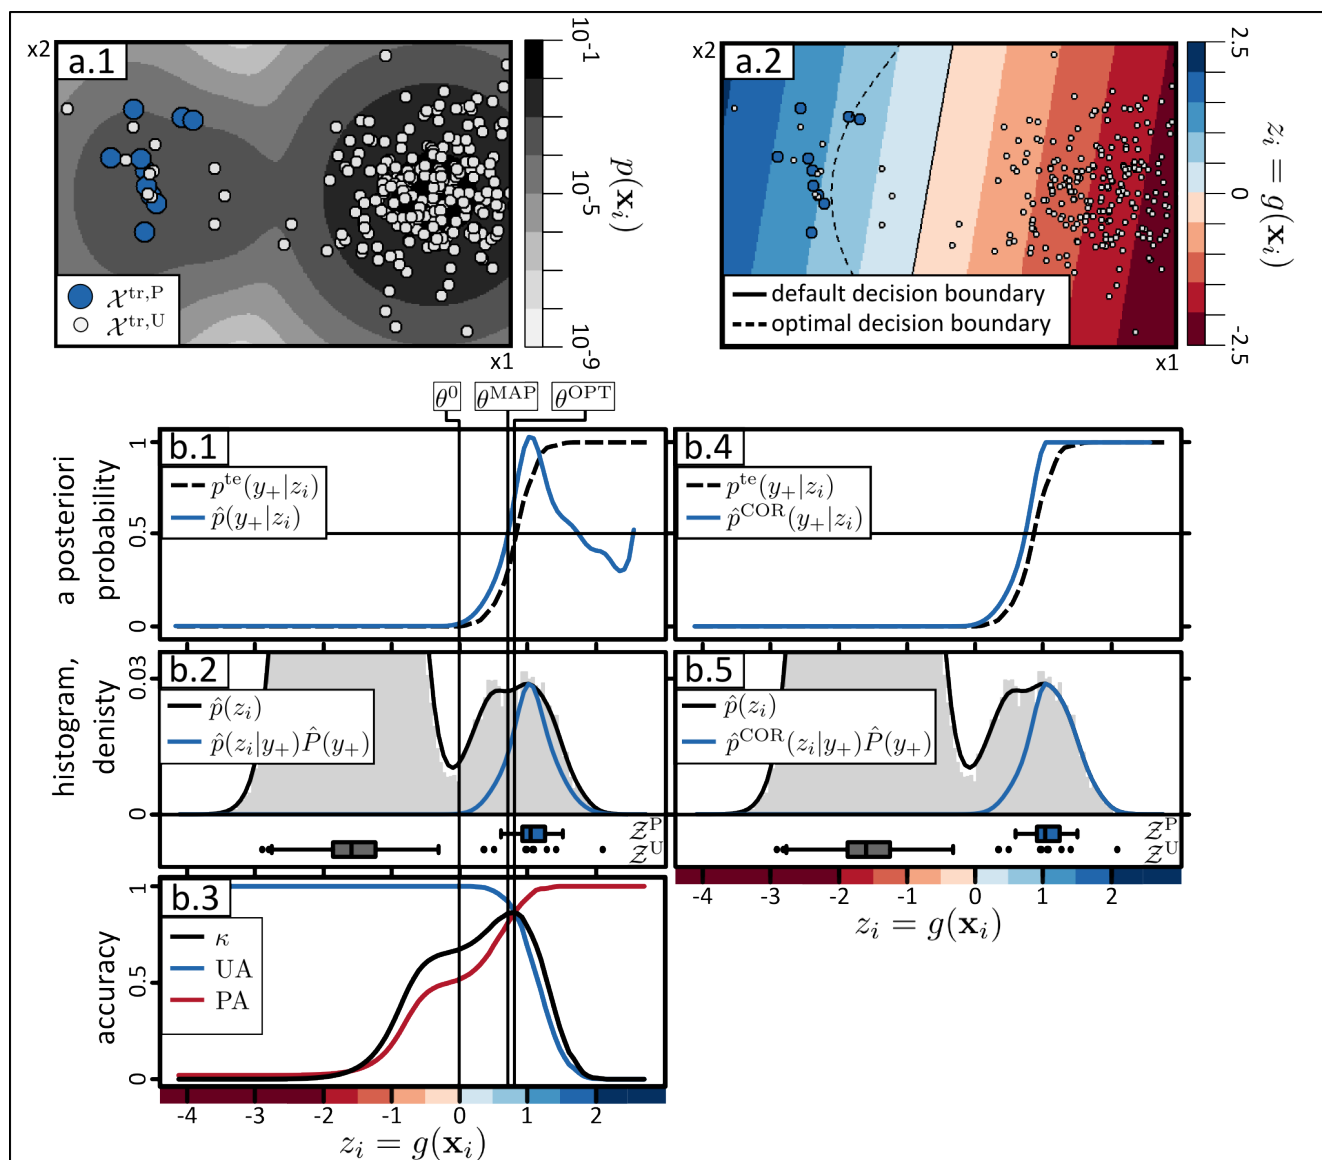 x2
a.1
𝒳^tr,P
𝒳^tr,U
x1
10^-1
10^-5
10^-9
p(𝐱_i)
x2
a.2
default decision boundary
optimal decision boundary
x1
2.5
0
-2.5
z_i = g(𝐱_i)
θ^0
θ^MAP
θ^OPT
a posteriori
probability
1
0.5
0
b.1
p^te(y_+|z_i)
p̂(y_+|z_i)
b.4
p^te(y_+|z_i)
p̂^COR(y_+|z_i)
histogram,
denisty
0.03
0
b.2
p̂(z_i)
p̂(z_i|y_+)P̂(y_+)
𝒵^P
𝒵^U
b.5
p̂(z_i)
p̂^COR(z_i|y_+)P̂(y_+)
𝒵^P
𝒵^U
-4 -3 -2 -1 0 1 2
z_i = g(𝐱_i)
accuracy
1
0.5
0
b.3
κ
UA
PA
-4 -3 -2 -1 0 1 2
z_i = g(𝐱_i)